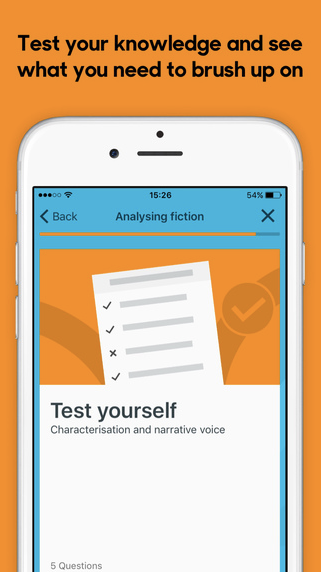 Test your knowledge and see
what you need to brush up on
15:26
54%
Back
Analysing fiction
Test yourself
Characterisation and narrative voice
5 Questions